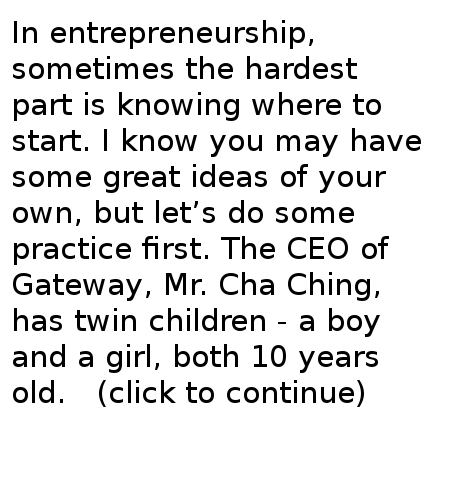 In entrepreneurship,
sometimes the hardest
part is knowing where to
start. I know you may have
some great ideas of your
own, but let’s do some
practice first. The CEO of
Gateway, Mr. Cha Ching,
has twin children - a boy
and a girl, both 10 years
old.   (click to continue)